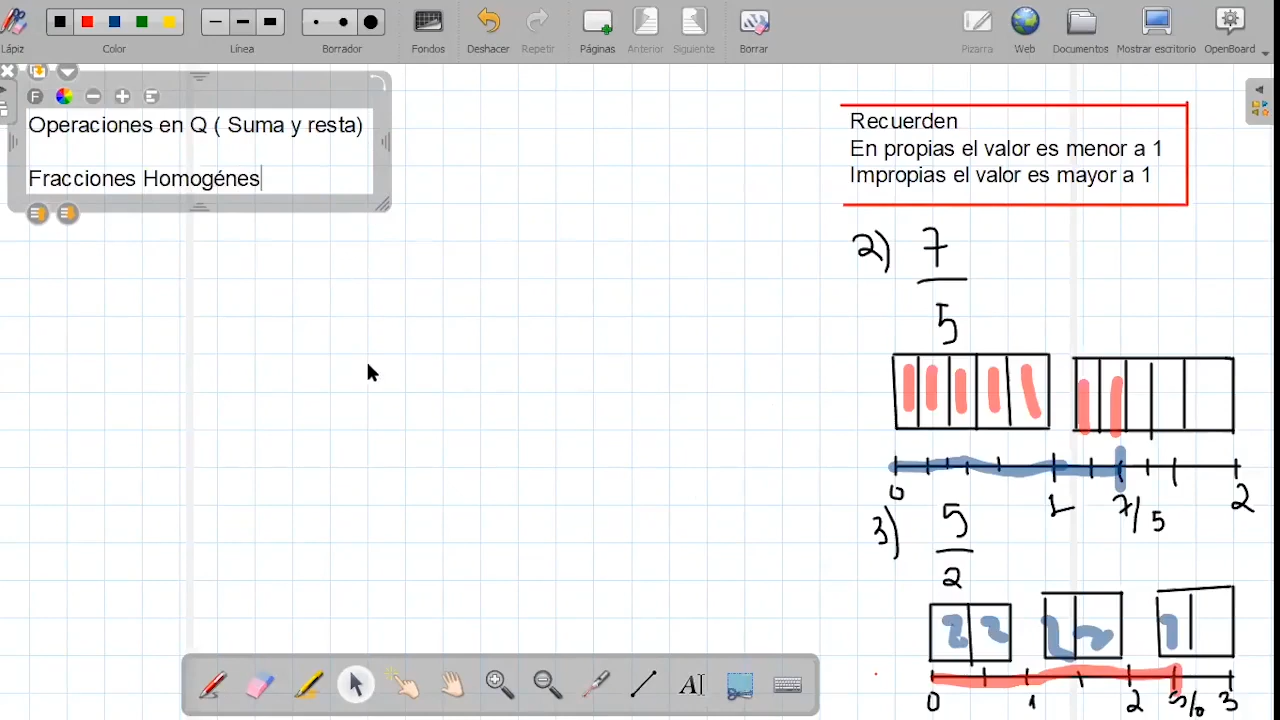 Lápiz
Color
Línea
Borrador
Fondos
Deshacer
Repetir
Páginas
Anterior
Siguiente
Borrar
Pizarra
Web
Documentos
Mostrar escritorio
OpenBoard
F
Operaciones en Q ( Suma y resta)
Fracciones Homogénes
Recuerden
En propias el valor es menor a 1
Impropias el valor es mayor a 1
2) 7
5
0 1 7/5 2
3) 5
2
0 1 2 3
AI